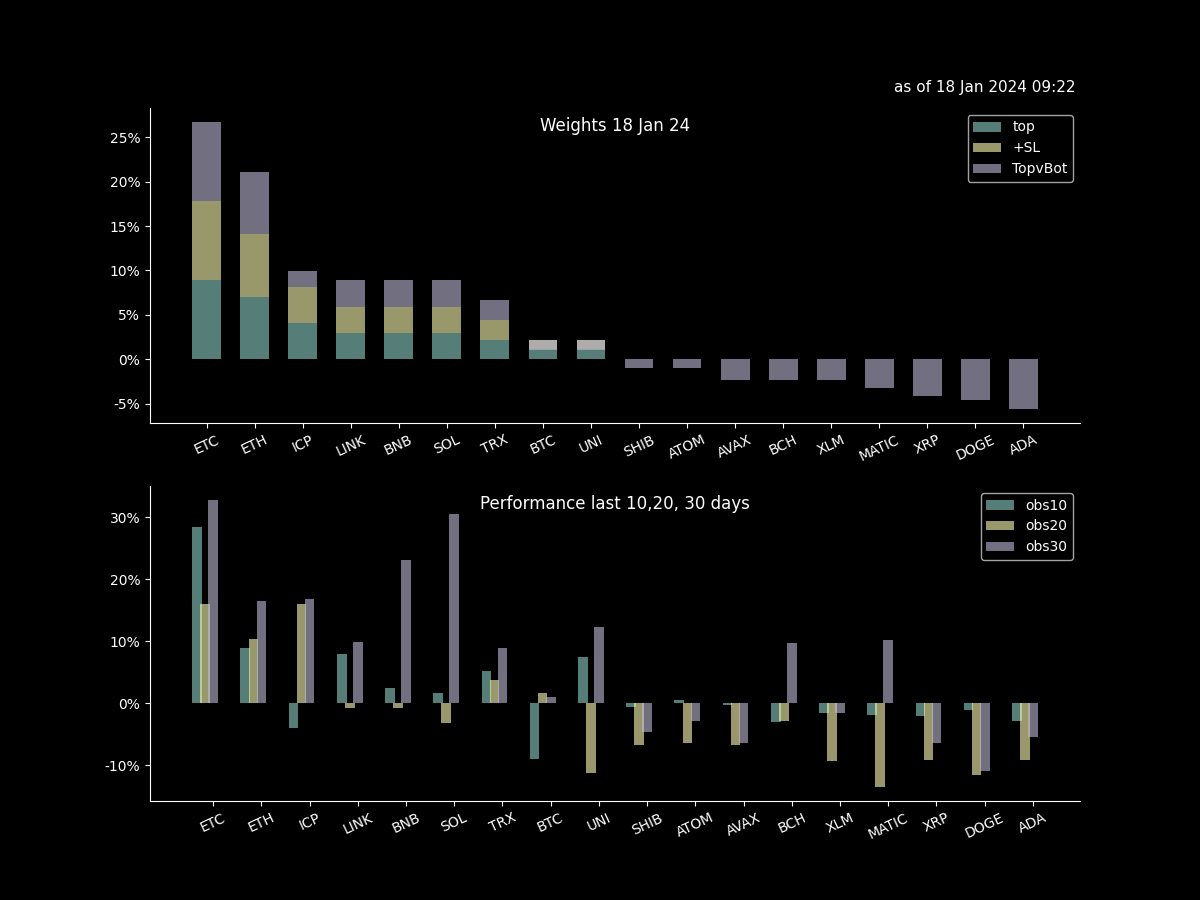 as of 18 Jan 2024 09:22
Weights 18 Jan 24
top
+SL
TopvBot
25%
20%
15%
10%
5%
0%
-5%
ETC ETH ICP LINK BNB SOL TRX BTC UNI SHIB ATOM AVAX BCH XLM MATIC XRP DOGE ADA
Performance last 10,20, 30 days
obs10
obs20
obs30
30%
20%
10%
0%
-10%
ETC ETH ICP LINK BNB SOL TRX BTC UNI SHIB ATOM AVAX BCH XLM MATIC XRP DOGE ADA